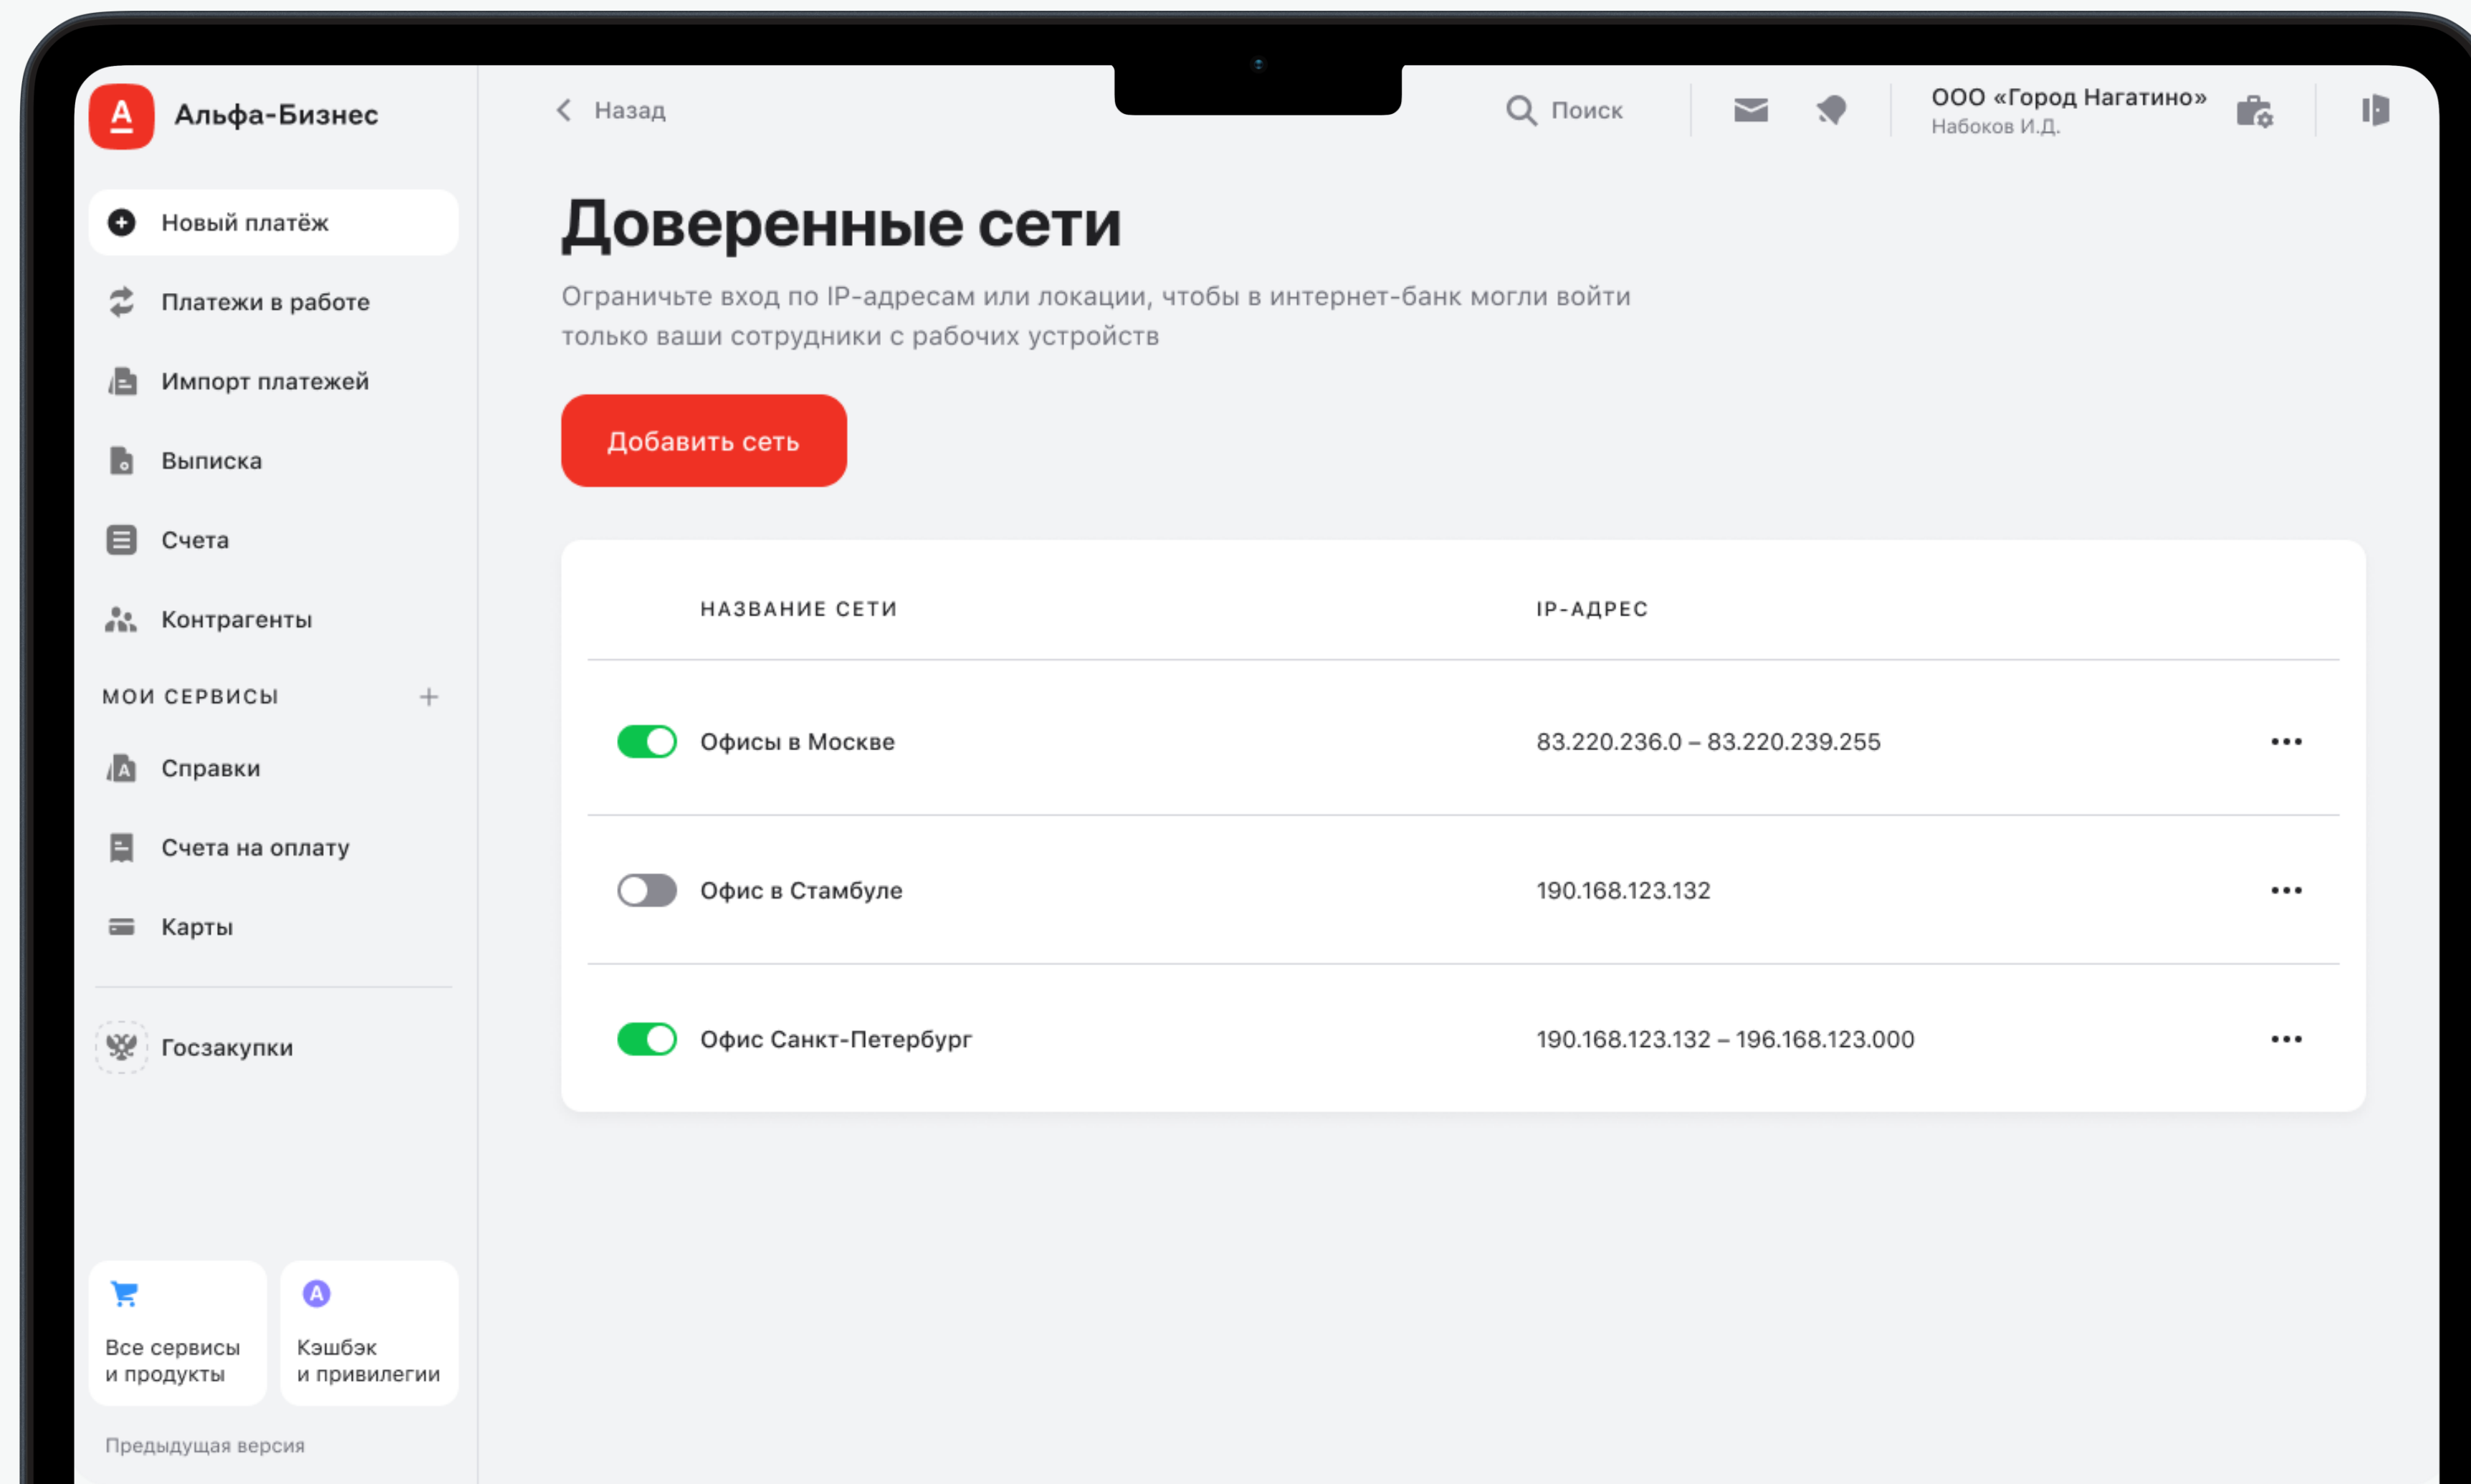 Альфа-Бизнес
Новый платёж
Платежи в работе
Импорт платежей
Выписка
Счета
Контрагенты
МОИ СЕРВИСЫ
Справки
Счета на оплату
Карты
Госзакупки
Все сервисы
и продукты
Кэшбэк
и привилегии
Предыдущая версия
Назад
Поиск
ООО «Город Нагатино»
Набоков И.Д.
Доверенные сети
Ограничьте вход по IP-адресам или локации, чтобы в интернет-банк могли войти
только ваши сотрудники с рабочих устройств
Добавить сеть
НАЗВАНИЕ СЕТИ IP-АДРЕС
Офисы в Москве 83.220.236.0 – 83.220.239.255
Офис в Стамбуле 190.168.123.132
Офис Санкт-Петербург 190.168.123.132 – 196.168.123.000